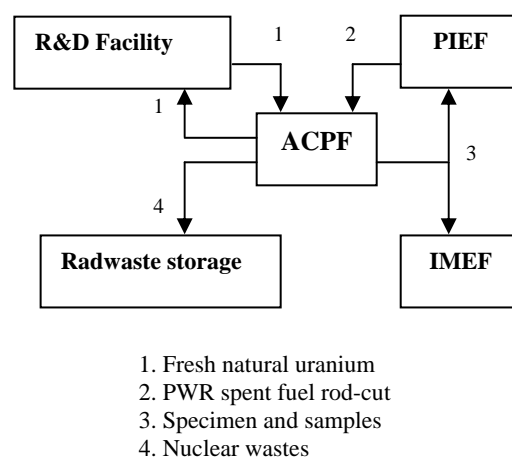 R&D Facility
1
2
PIEF
1
ACPF
3
4
Radwaste storage
IMEF
1. Fresh natural uranium
2. PWR spent fuel rod-cut
3. Specimen and samples
4. Nuclear wastes